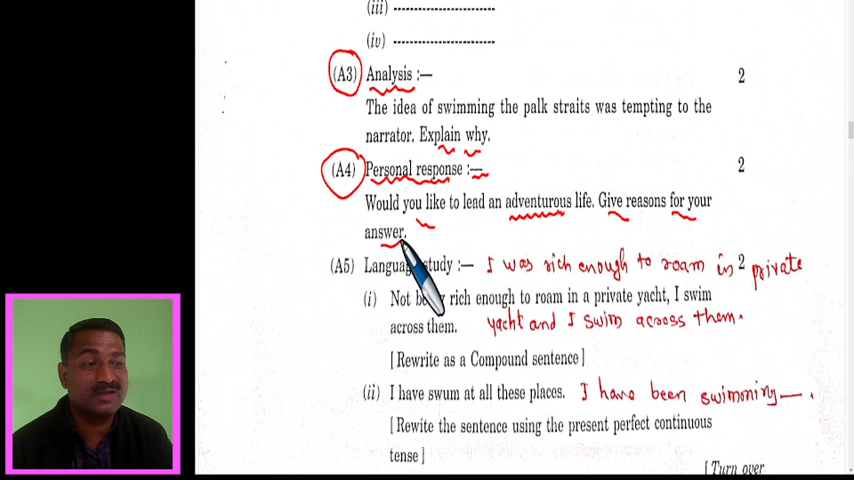 (iii) ----------------------
(iv) ----------------------
(A3) Analysis :— 2
The idea of swimming the palk straits was tempting to the
narrator. Explain why.
(A4) Personal response :— 2
Would you like to lead an adventurous life. Give reasons for your
answer.
(A5) Language study :— I was rich enough to roam in 2 private
(i) Not rich enough to roam in a private yacht, I swim
across them. yacht and I swim across them.
[Rewrite as a Compound sentence]
(ii) I have swum at all these places. I have been swimming—.
[Rewite the sentence using the present perfect continuous
tense]
[Turn over